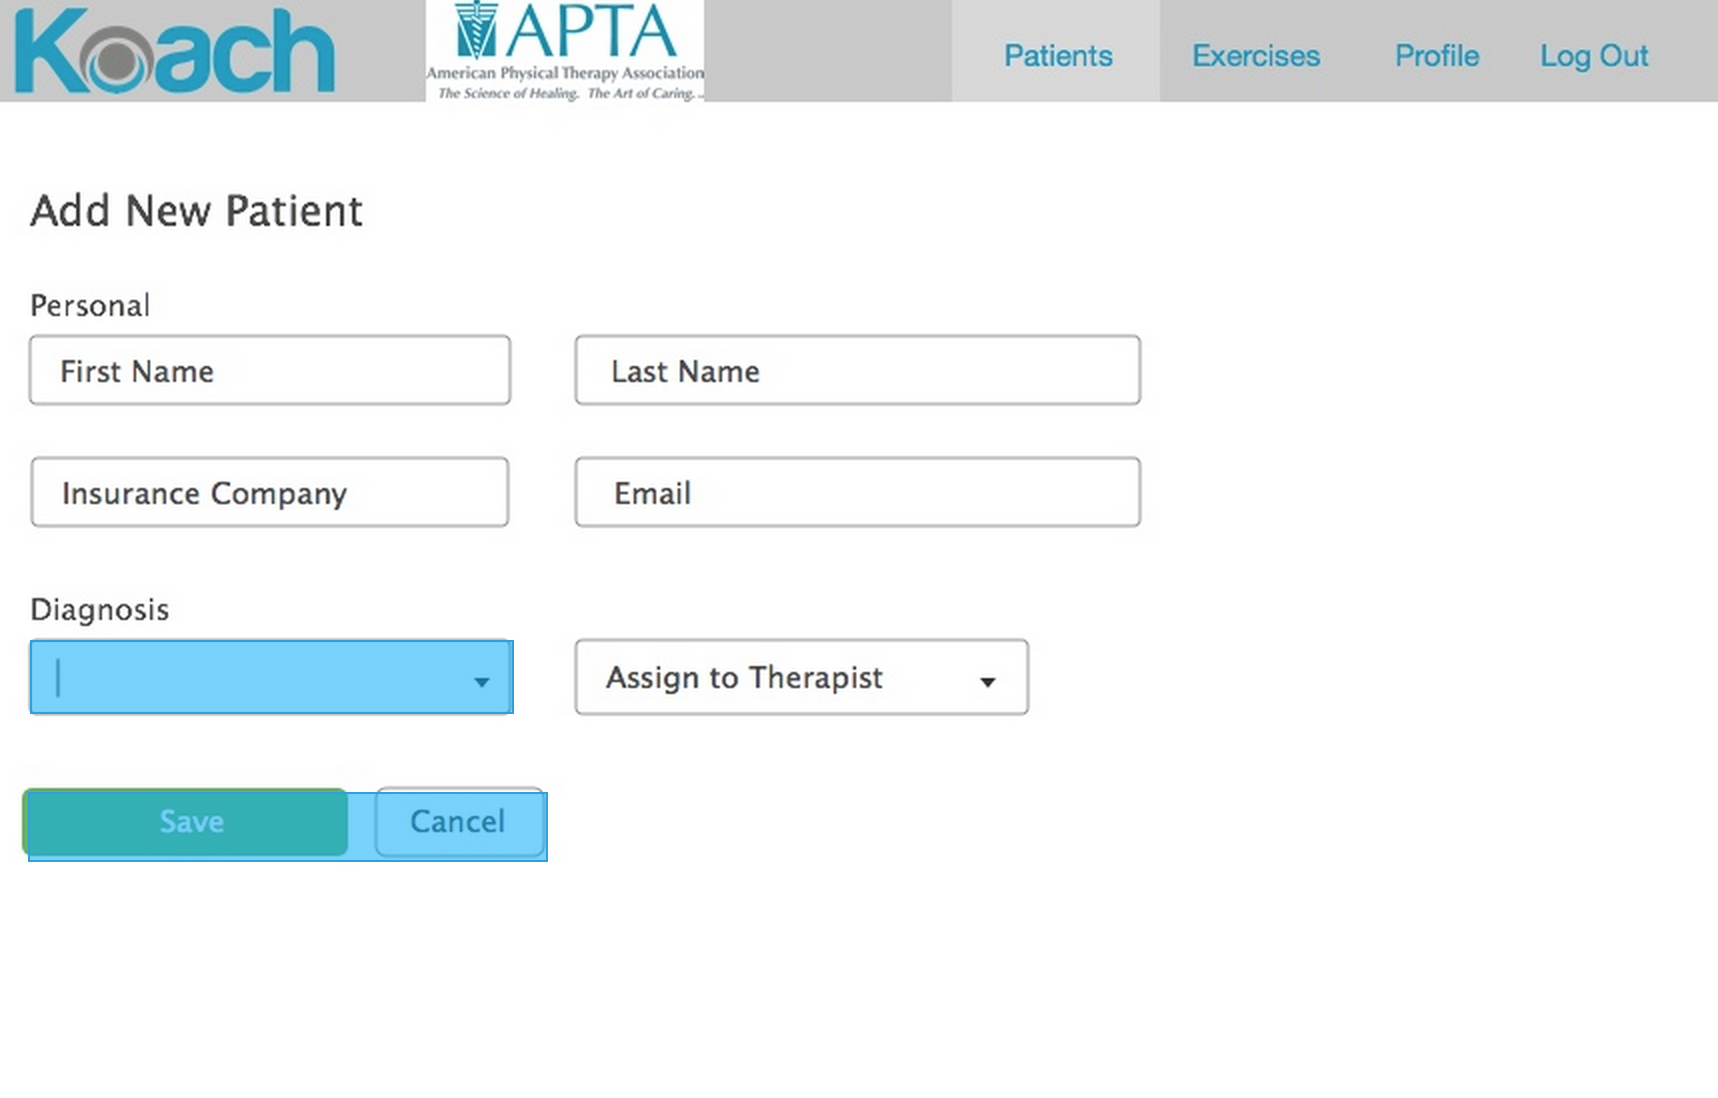 Koach
APTA
American Physical Therapy Association
The Science of Healing. The Art of Caring.
Patients Exercises Profile Log Out
Add New Patient
Personal
First Name Last Name
Insurance Company Email
Diagnosis
Assign to Therapist
Save Cancel